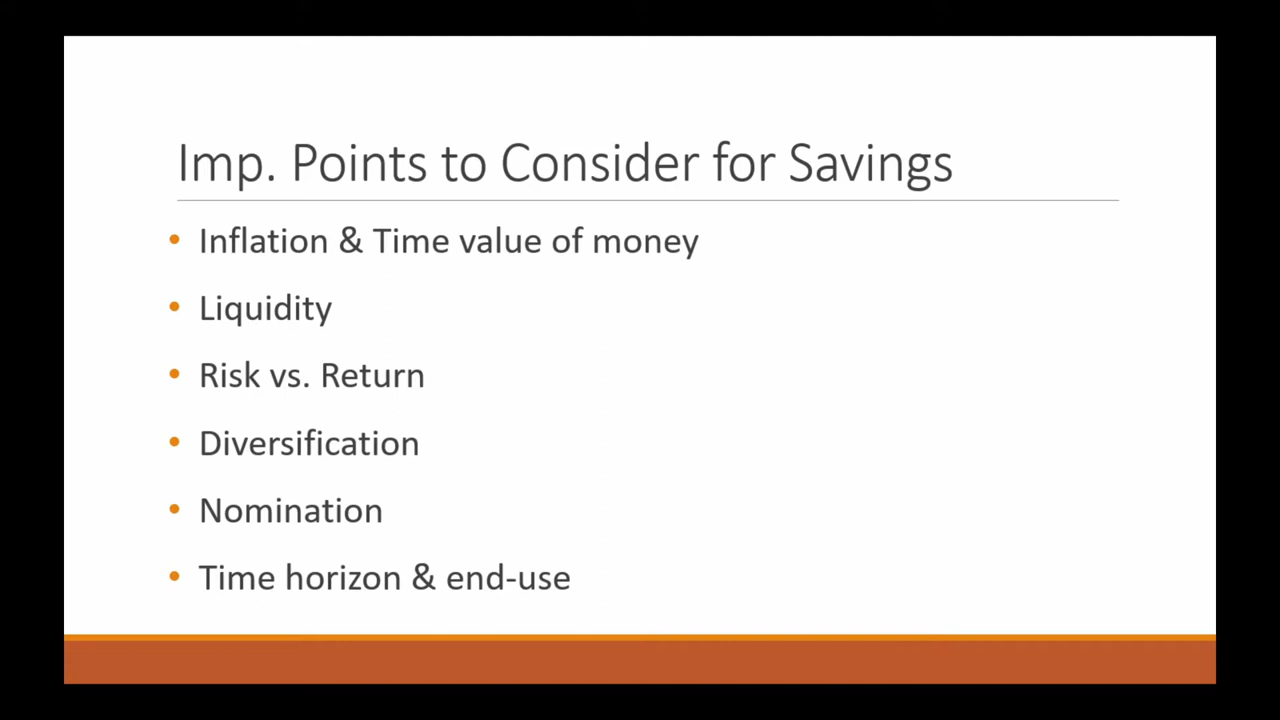 Imp. Points to Consider for Savings
• Inflation & Time value of money
• Liquidity
• Risk vs. Return
• Diversification
• Nomination
• Time horizon & end-use